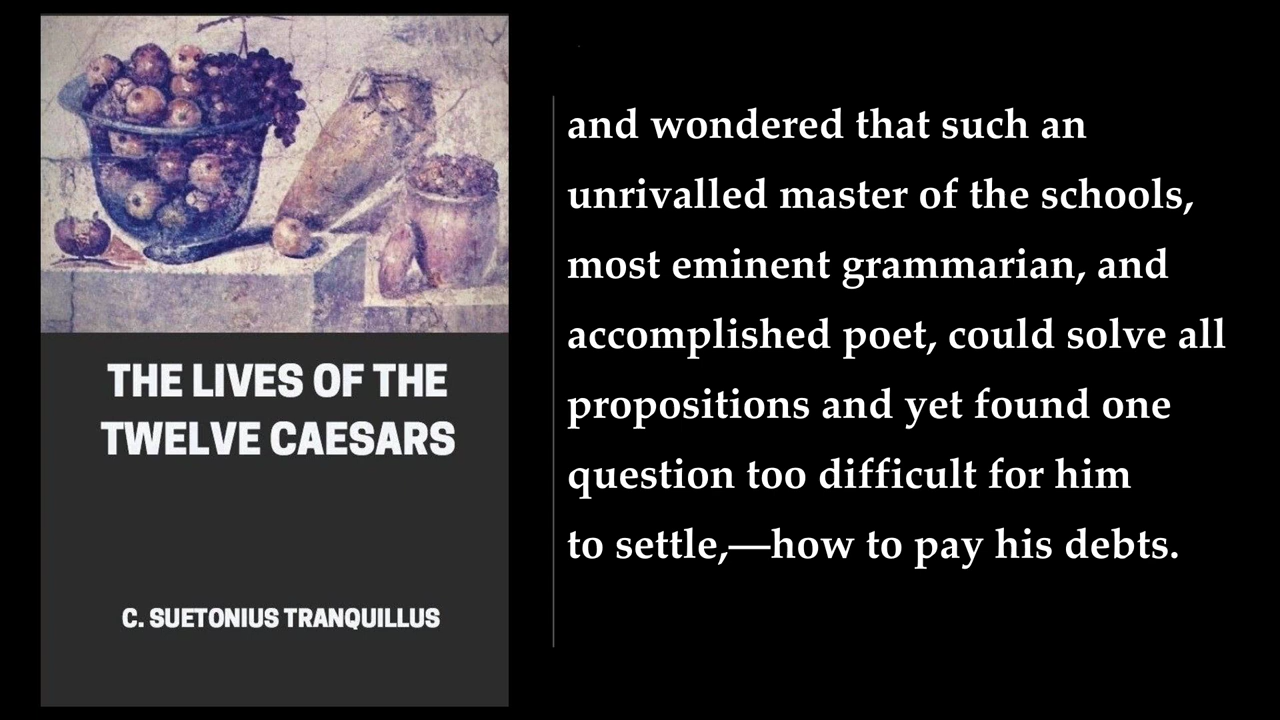 THE LIVES OF THE
TWELVE CAESARS
C. SUETONIUS TRANQUILLUS
and wondered that such an
unrivalled master of the schools,
most eminent grammarian, and
accomplished poet, could solve all
propositions and yet found one
question too difficult for him
to settle,—how to pay his debts.